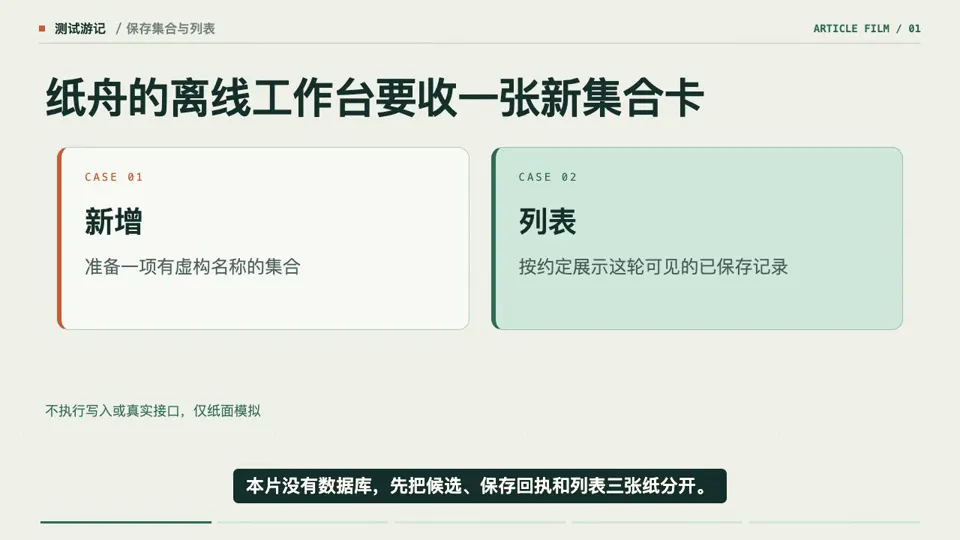 测试游记 / 保存集合与列表
ARTICLE FILM / 01
纸舟的离线工作台要收一张新集合卡
CASE 01
新增
准备一项有虚构名称的集合
CASE 02
列表
按约定展示这轮可见的已保存记录
不执行写入或真实接口，仅纸面模拟
本片没有数据库，先把候选、保存回执和列表三张纸分开。